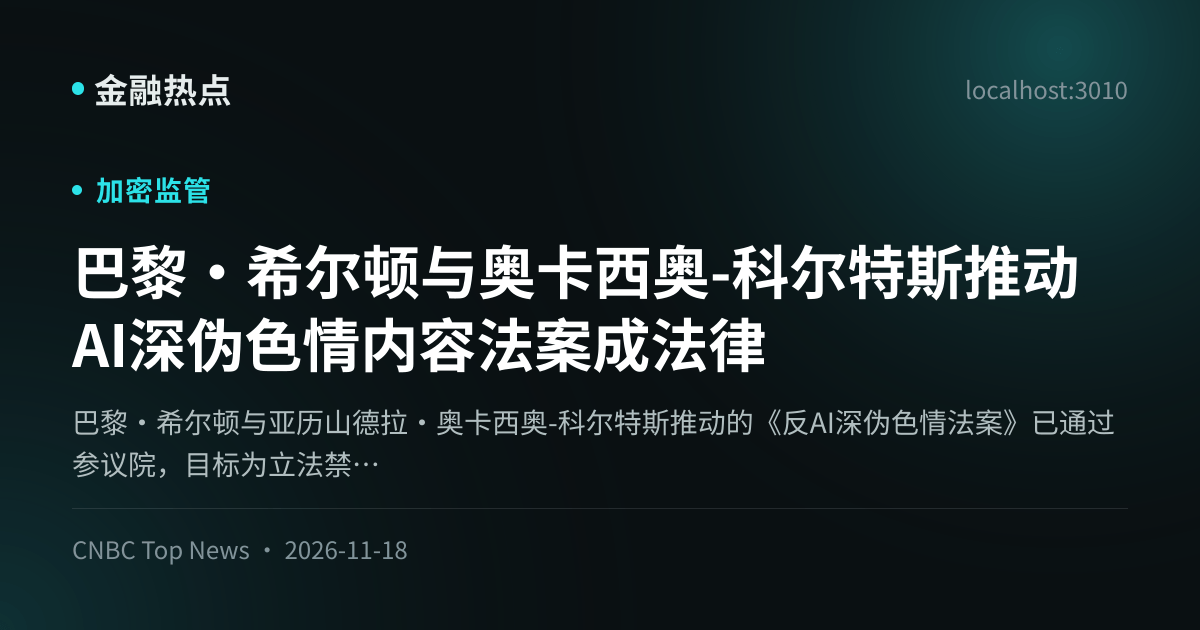 金融热点
localhost:3010
加密监管
巴黎・希尔顿与奥卡西奥-科尔特斯推动
AI深伪色情内容法案成法律
巴黎・希尔顿与亚历山德拉・奥卡西奥-科尔特斯推动的《反AI深伪色情法案》已通过
参议院，目标为立法禁…
CNBC Top News • 2026-11-18